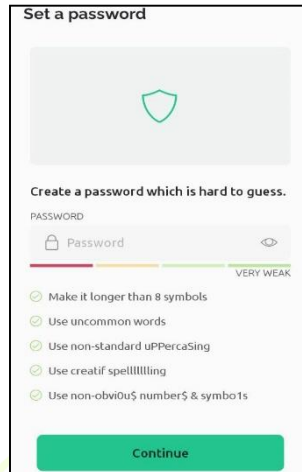 Set a password
Create a password which is hard to guess.
PASSWORD
Password
VERY WEAK
Make it longer than 8 symbols
Use uncommon words
Use non-standard uPPercaSing
Use creatif spelllllllling
Use non-obvi0u$ number$ & symbo1s
Continue